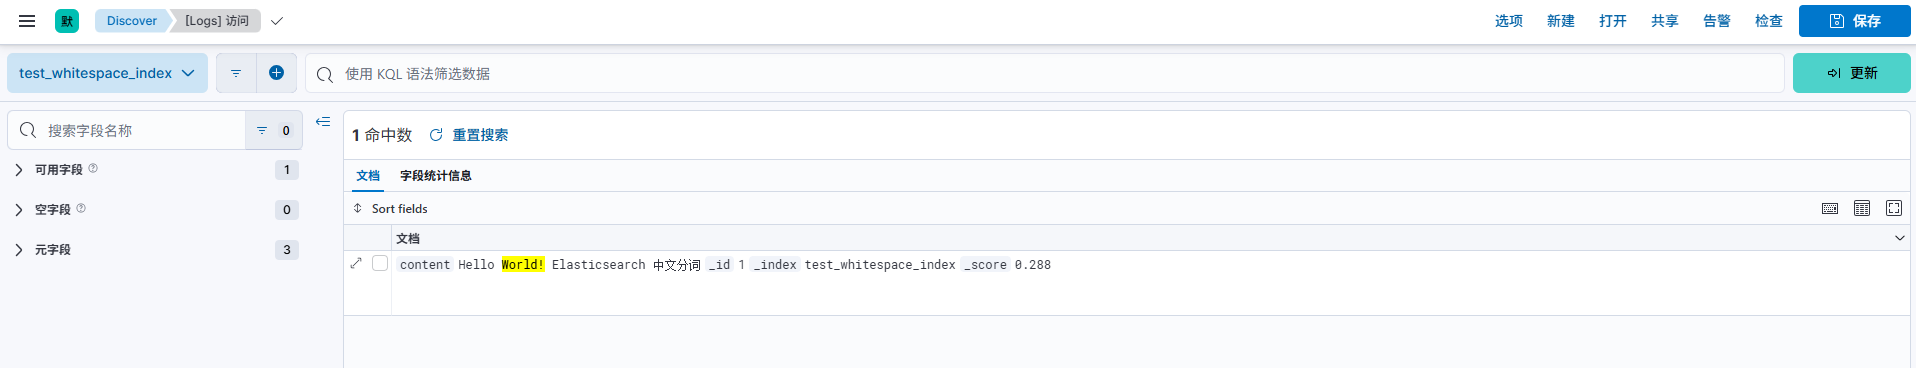 默 Discover [Logs] 访问 选项 新建 打开 共享 告警 检查 保存
test_whitespace_index 使用 KQL 语法筛选数据 更新
搜索字段名称 0
1 命中数 重置搜索
可用字段 1
文档 字段统计信息
空字段 0
Sort fields
文档
元字段 3
content Hello World! Elasticsearch 中文分词 _id 1 _index test_whitespace_index _score 0.288